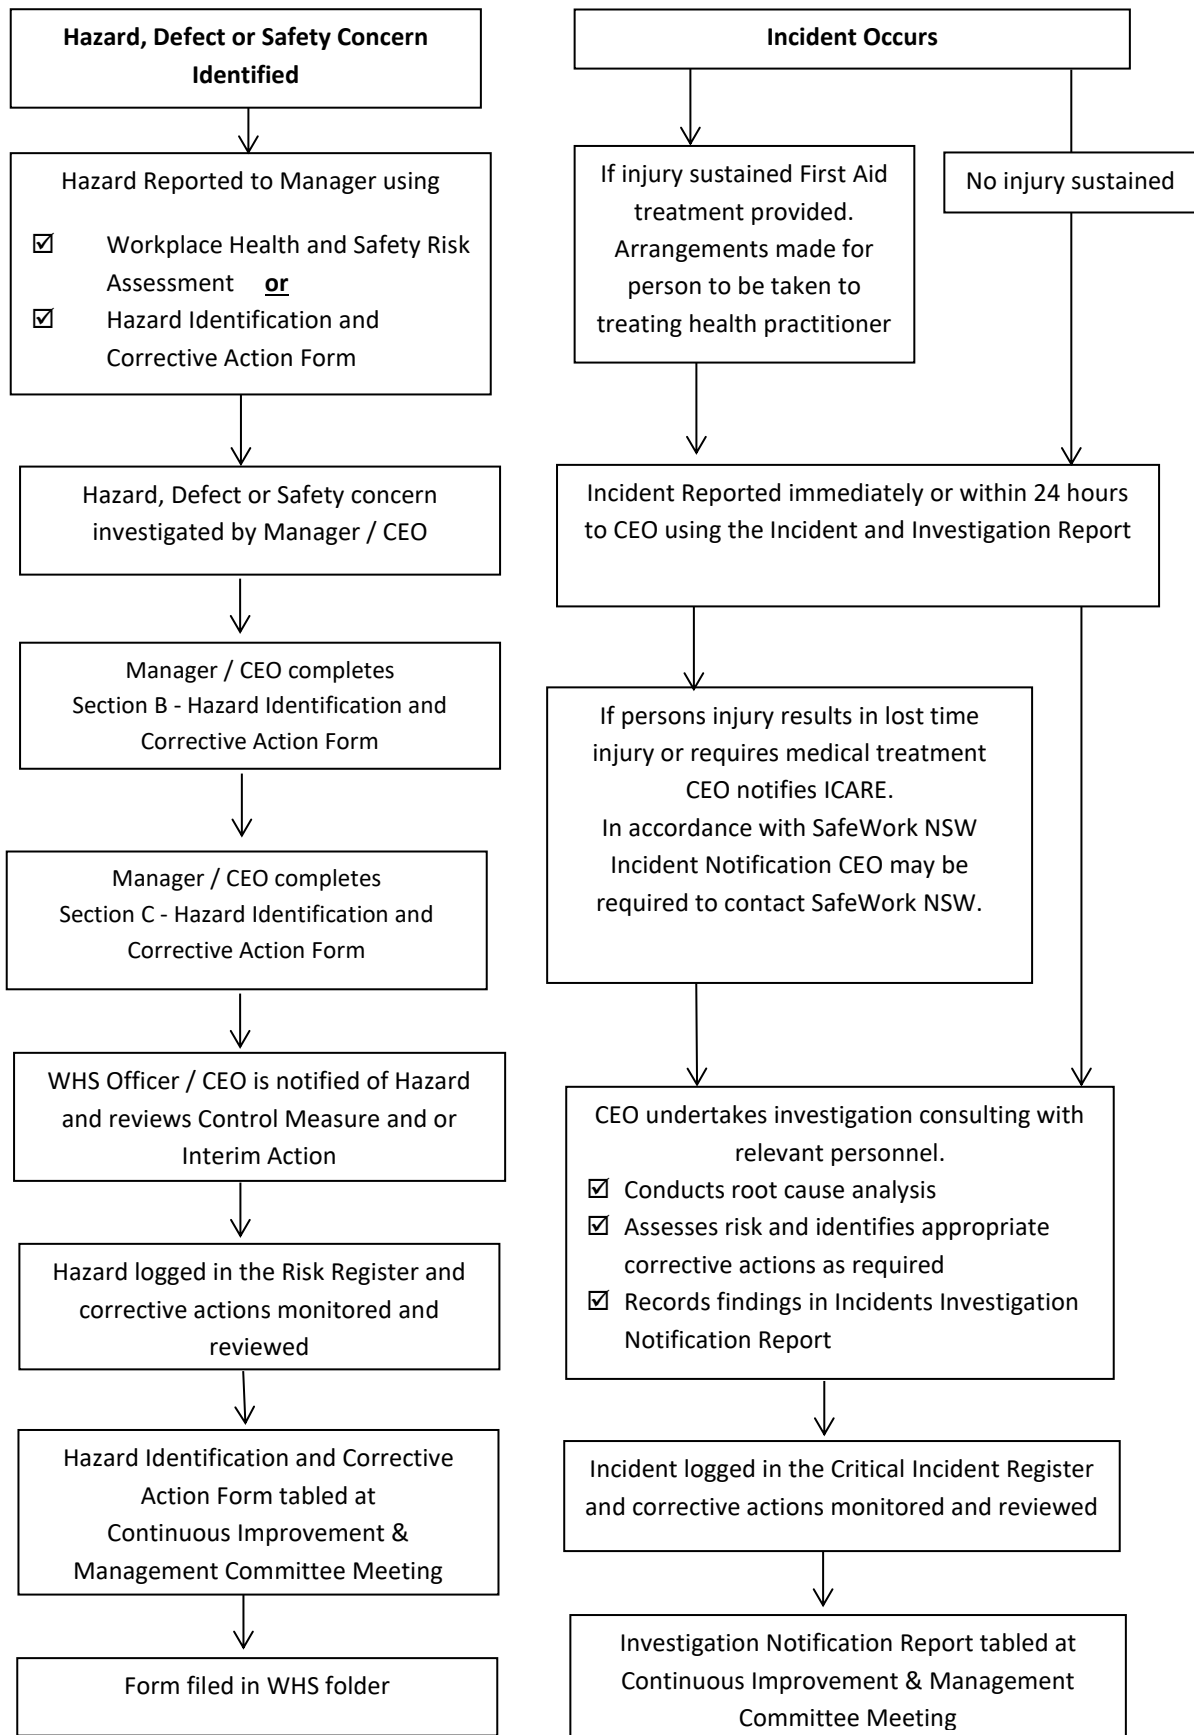 Hazard, Defect or Safety Concern
Identified
Hazard Reported to Manager using
☑ Workplace Health and Safety Risk
Assessment or
☑ Hazard Identification and
Corrective Action Form
Hazard, Defect or Safety concern
investigated by Manager / CEO
Manager / CEO completes
Section B - Hazard Identification and
Corrective Action Form
Manager / CEO completes
Section C - Hazard Identification and
Corrective Action Form
WHS Officer / CEO is notified of Hazard
and reviews Control Measure and or
Interim Action
Hazard logged in the Risk Register and
corrective actions monitored and
reviewed
Hazard Identification and Corrective
Action Form tabled at
Continuous Improvement &
Management Committee Meeting
Form filed in WHS folder
Incident Occurs
If injury sustained First Aid
treatment provided.
Arrangements made for
person to be taken to
treating health practitioner
No injury sustained
Incident Reported immediately or within 24 hours
to CEO using the Incident and Investigation Report
If persons injury results in lost time
injury or requires medical treatment
CEO notifies ICARE.
In accordance with SafeWork NSW
Incident Notification CEO may be
required to contact SafeWork NSW.
CEO undertakes investigation consulting with
relevant personnel.
☑ Conducts root cause analysis
☑ Assesses risk and identifies appropriate
corrective actions as required
☑ Records findings in Incidents Investigation
Notification Report
Incident logged in the Critical Incident Register
and corrective actions monitored and reviewed
Investigation Notification Report tabled at
Continuous Improvement & Management
Committee Meeting